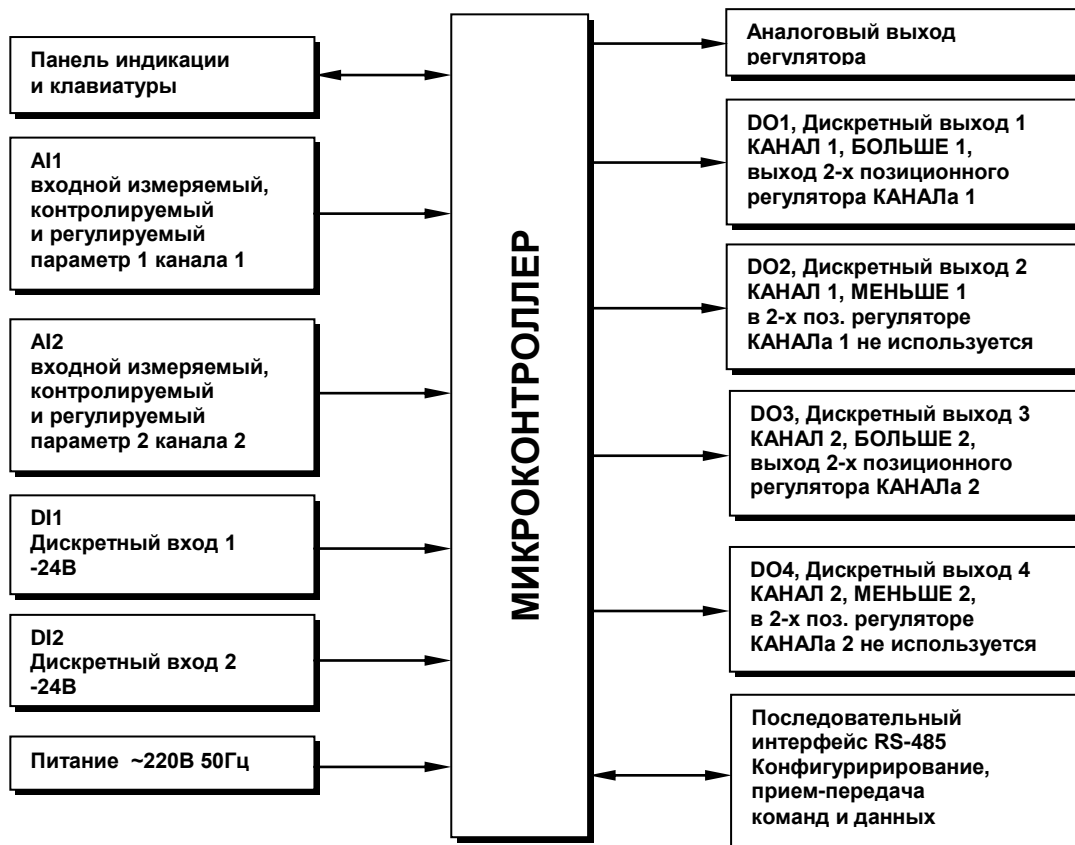 Панель индикации
и клавиатуры
AI1
входной измеряемый,
контролируемый
и регулируемый
параметр 1 канала 1
AI2
входной измеряемый,
контролируемый
и регулируемый
параметр 2 канала 2
DI1
Дискретный вход 1
-24В
DI2
Дискретный вход 2
-24В
Питание ~220В 50Гц
МИКРОКОНТРОЛЛЕР
Аналоговый выход
регулятора
DO1, Дискретный выход 1
КАНАЛ 1, БОЛЬШЕ 1,
выход 2-х позиционного
регулятора КАНАЛа 1
DO2, Дискретный выход 2
КАНАЛ 1, МЕНЬШЕ 1
в 2-х поз. регуляторе
КАНАЛа 1 не используется
DO3, Дискретный выход 3
КАНАЛ 2, БОЛЬШЕ 2,
выход 2-х позиционного
регулятора КАНАЛа 2
DO4, Дискретный выход 4
КАНАЛ 2, МЕНЬШЕ 2,
в 2-х поз. регуляторе
КАНАЛа 2 не используется
Последовательный
интерфейс RS-485
Конфигуририрование,
прием-передача
команд и данных